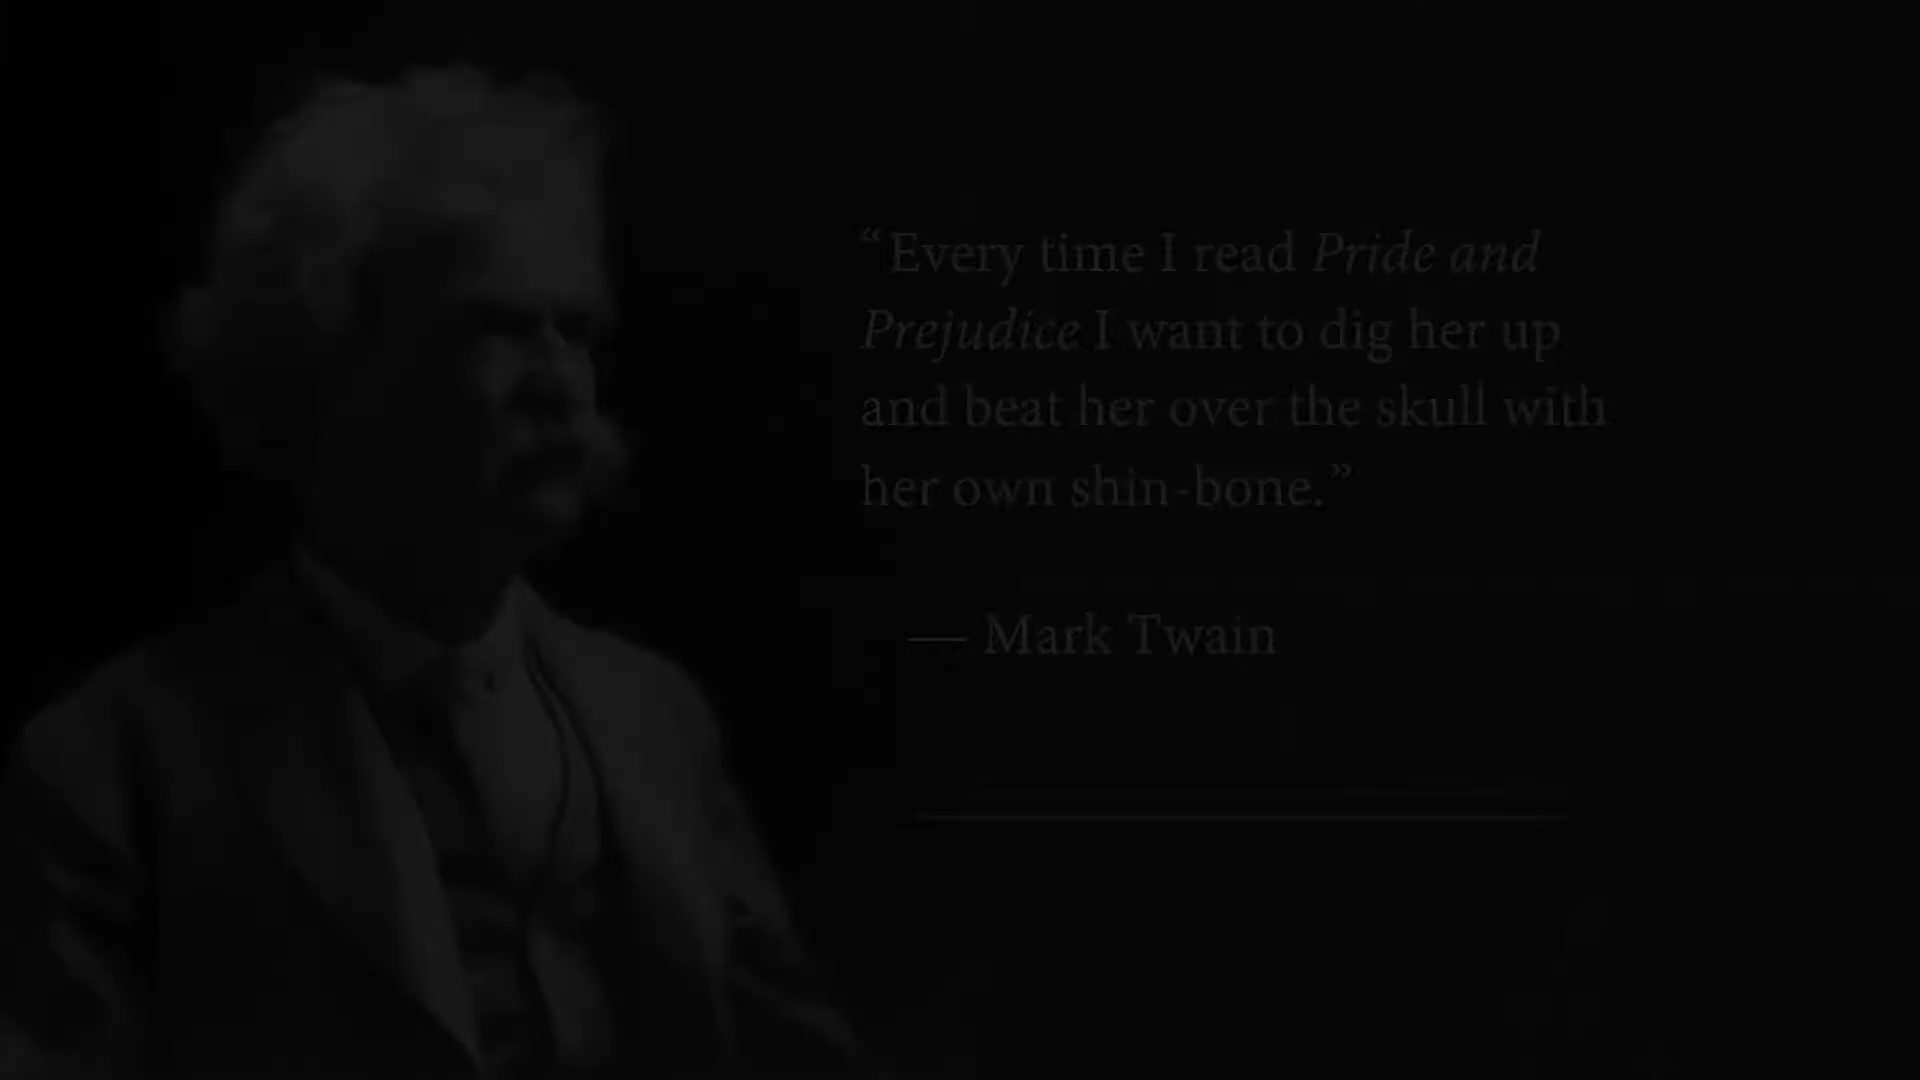 “Every time I read Pride and
Prejudice I want to dig her up
and beat her over the skull with
her own shin-bone.”
— Mark Twain